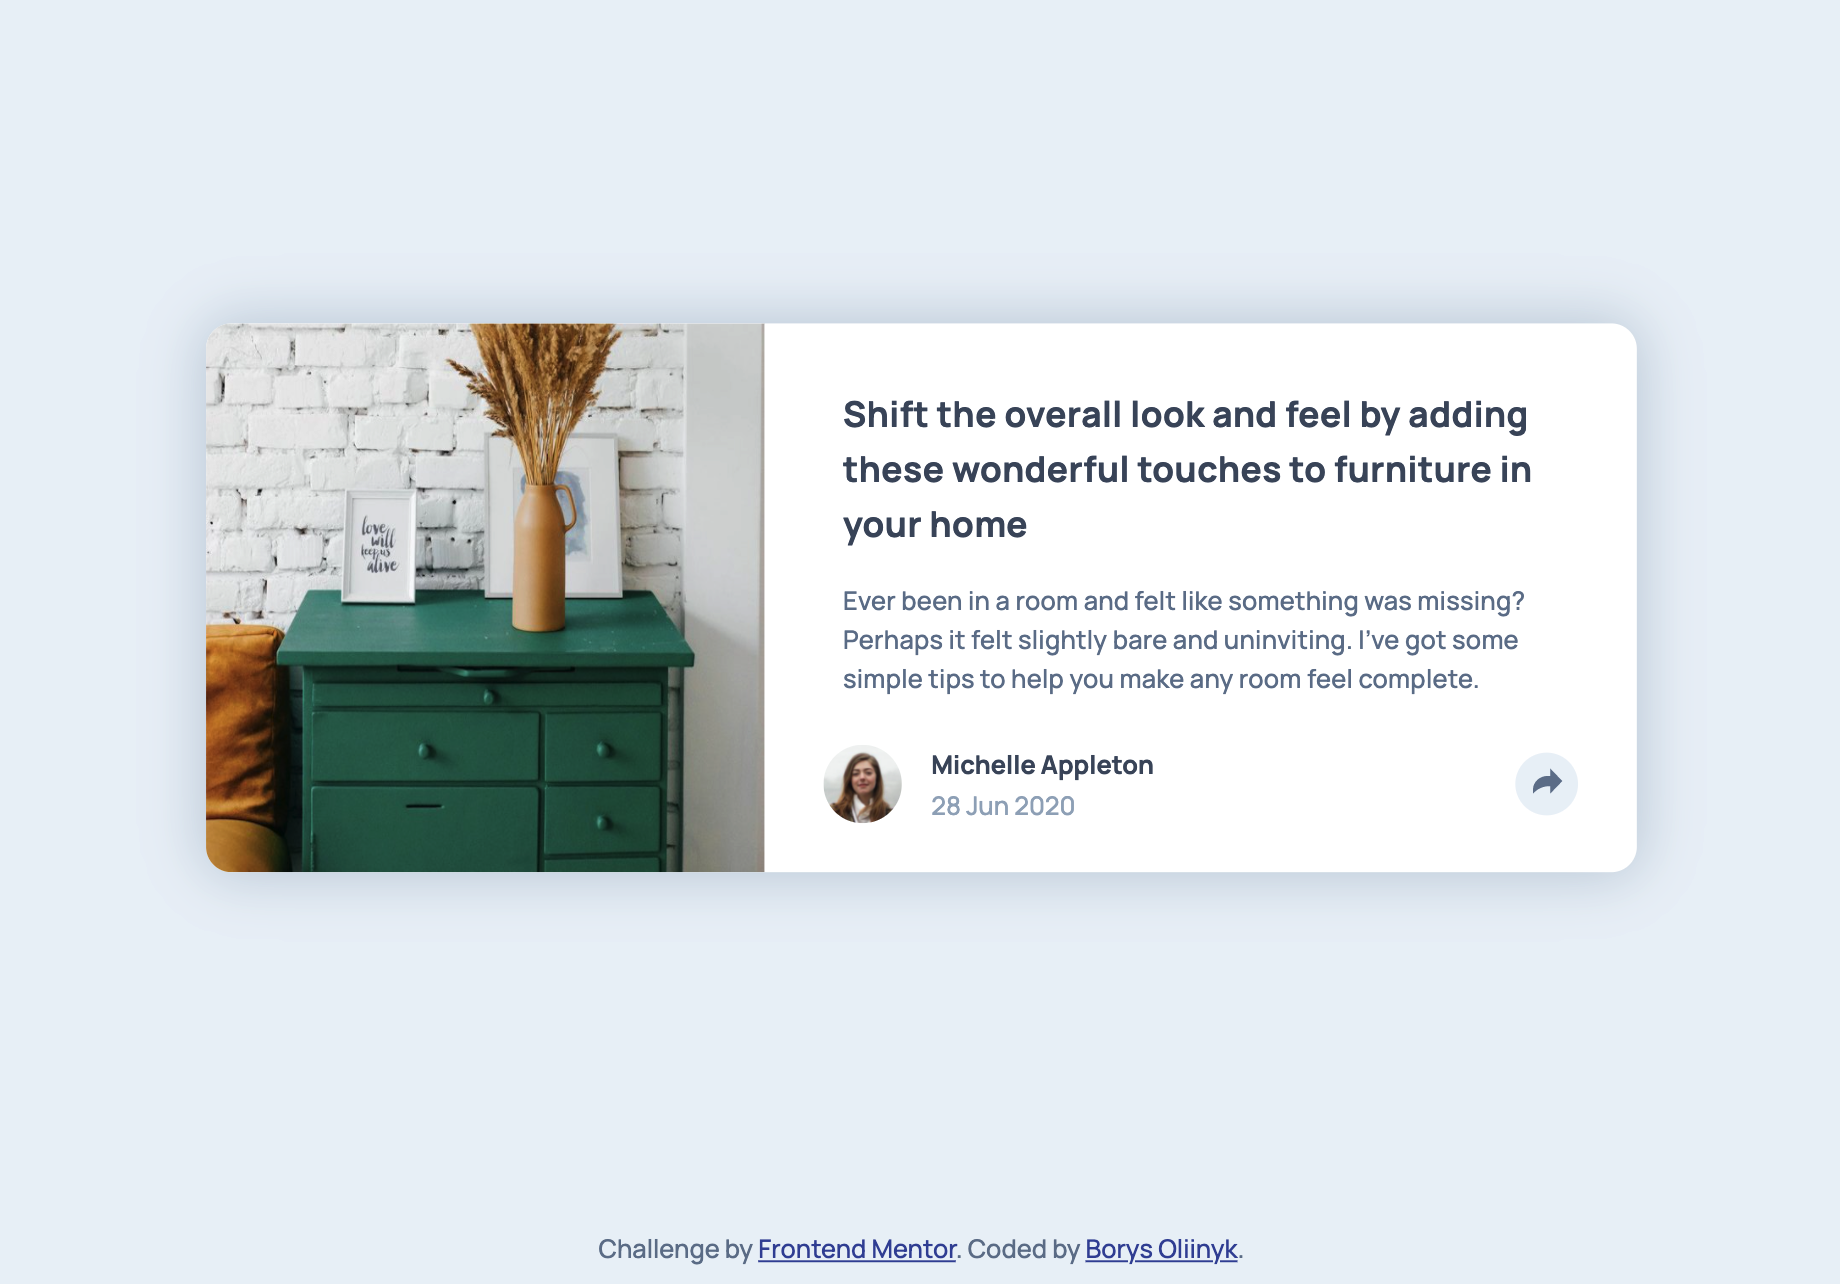 love
will
keep us
alive
Shift the overall look and feel by adding
these wonderful touches to furniture in
your home
Ever been in a room and felt like something was missing?
Perhaps it felt slightly bare and uninviting. I’ve got some
simple tips to help you make any room feel complete.
Michelle Appleton
28 Jun 2020
Challenge by Frontend Mentor. Coded by Borys Oliinyk.